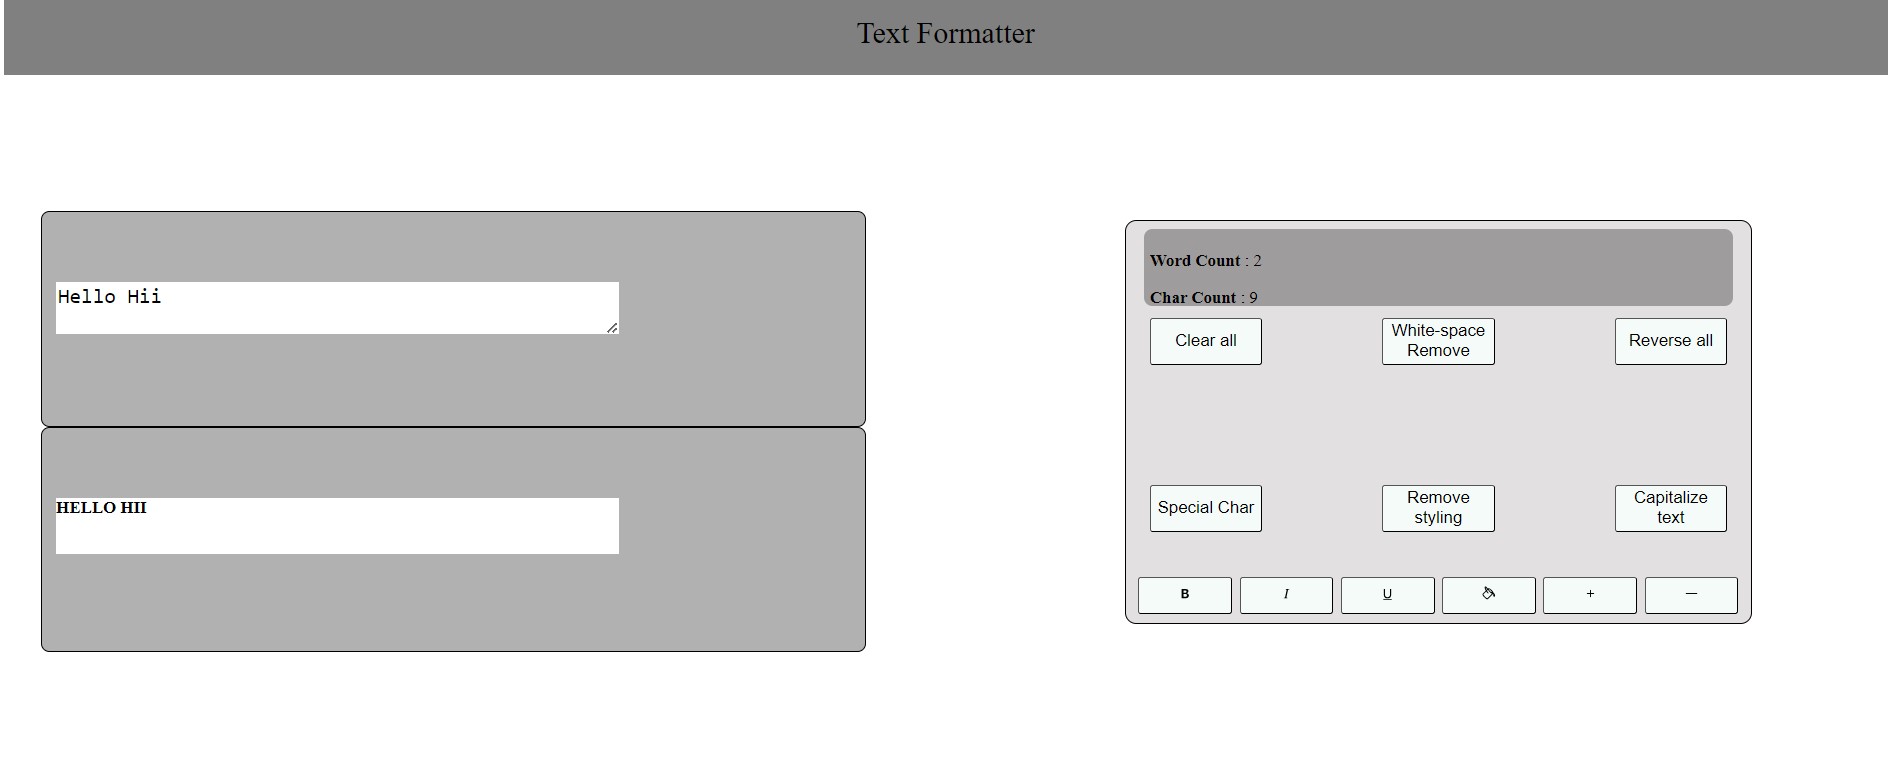 Text Formatter
Hello Hii
HELLO HII
Word Count : 2
Char Count : 9
Clear all
White-space
Remove
Reverse all
Special Char
Remove
styling
Capitalize
text
B
I
U
+
—